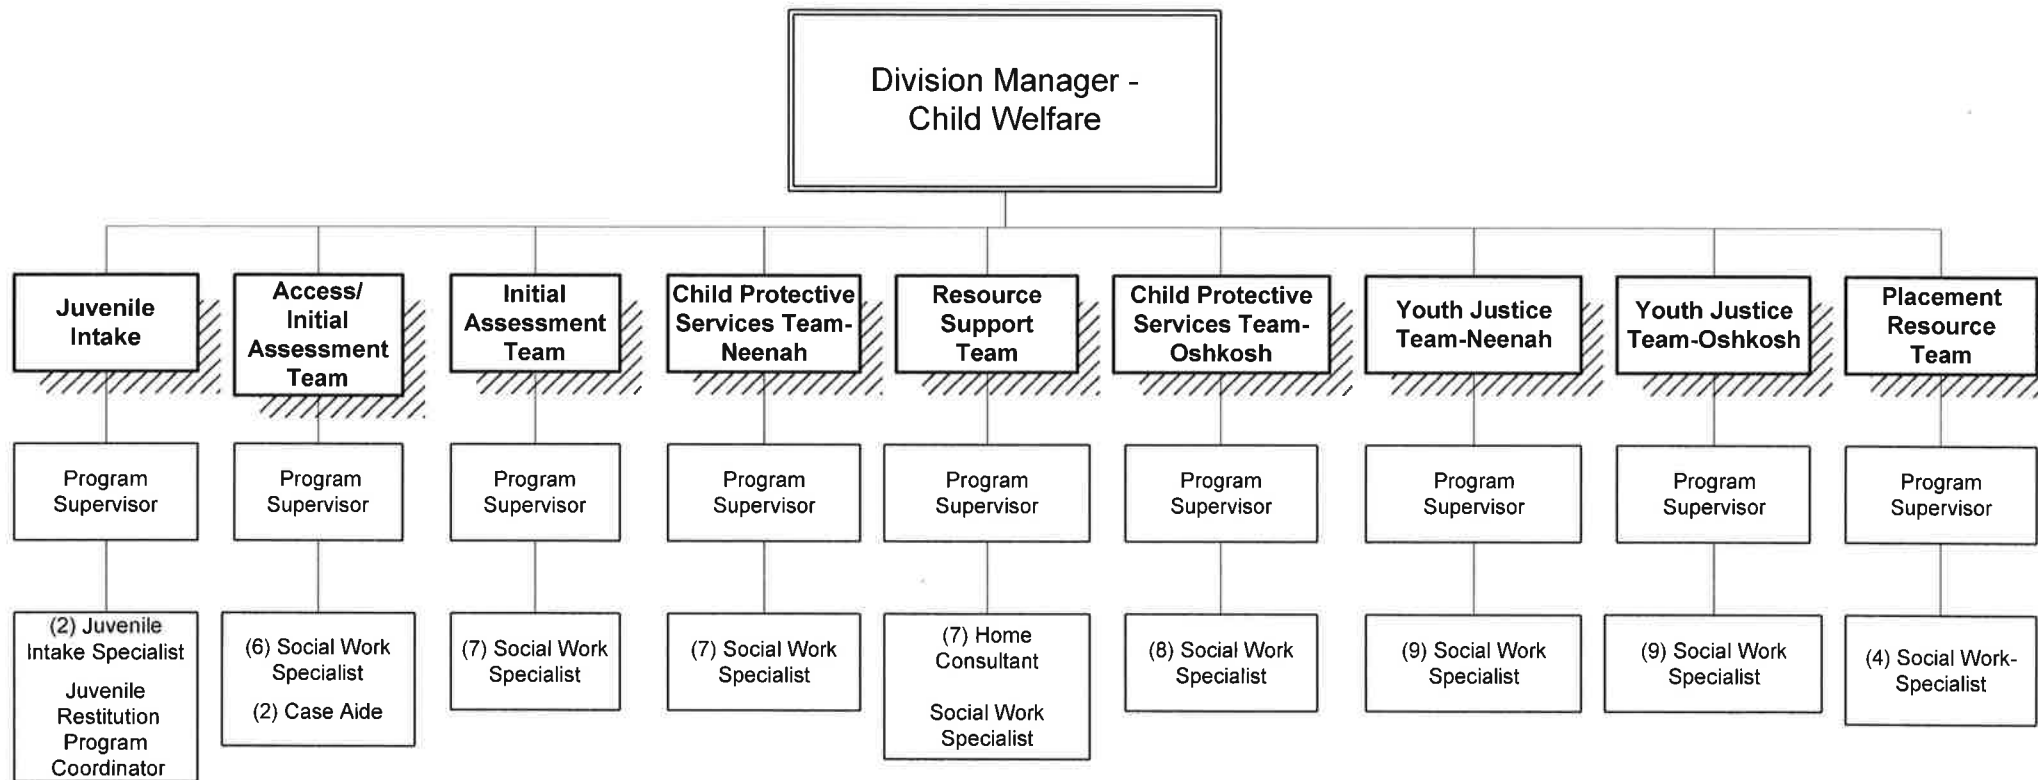 Division Manager -
Child Welfare
Juvenile
Intake
Access/
Initial
Assessment
Team
Initial
Assessment
Team
Child Protective
Services Team-
Neenah
Resource
Support
Team
Child Protective
Services Team-
Oshkosh
Youth Justice
Team-Neenah
Youth Justice
Team-Oshkosh
Placement
Resource
Team
Program
Supervisor
Program
Supervisor
Program
Supervisor
Program
Supervisor
Program
Supervisor
Program
Supervisor
Program
Supervisor
Program
Supervisor
Program
Supervisor
(2) Juvenile
Intake Specialist
Juvenile
Restitution
Program
Coordinator
(6) Social Work
Specialist
(2) Case Aide
(7) Social Work
Specialist
(7) Social Work
Specialist
(7) Home
Consultant
Social Work
Specialist
(8) Social Work
Specialist
(9) Social Work
Specialist
(9) Social Work
Specialist
(4) Social Work-
Specialist